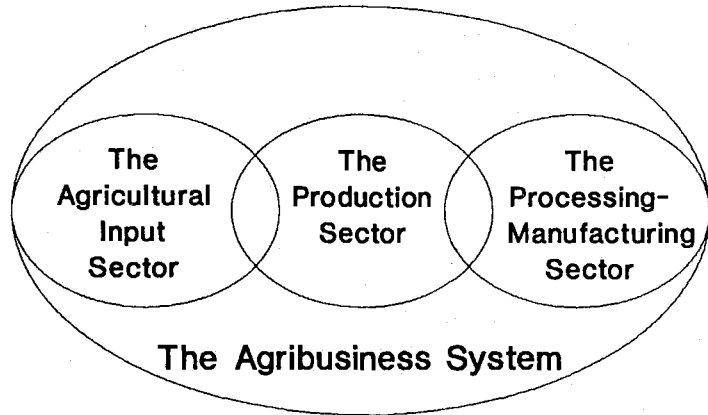 The
Agricultural
Input
Sector
The
Production
Sector
The
Processing-
Manufacturing
Sector
The Agribusiness System